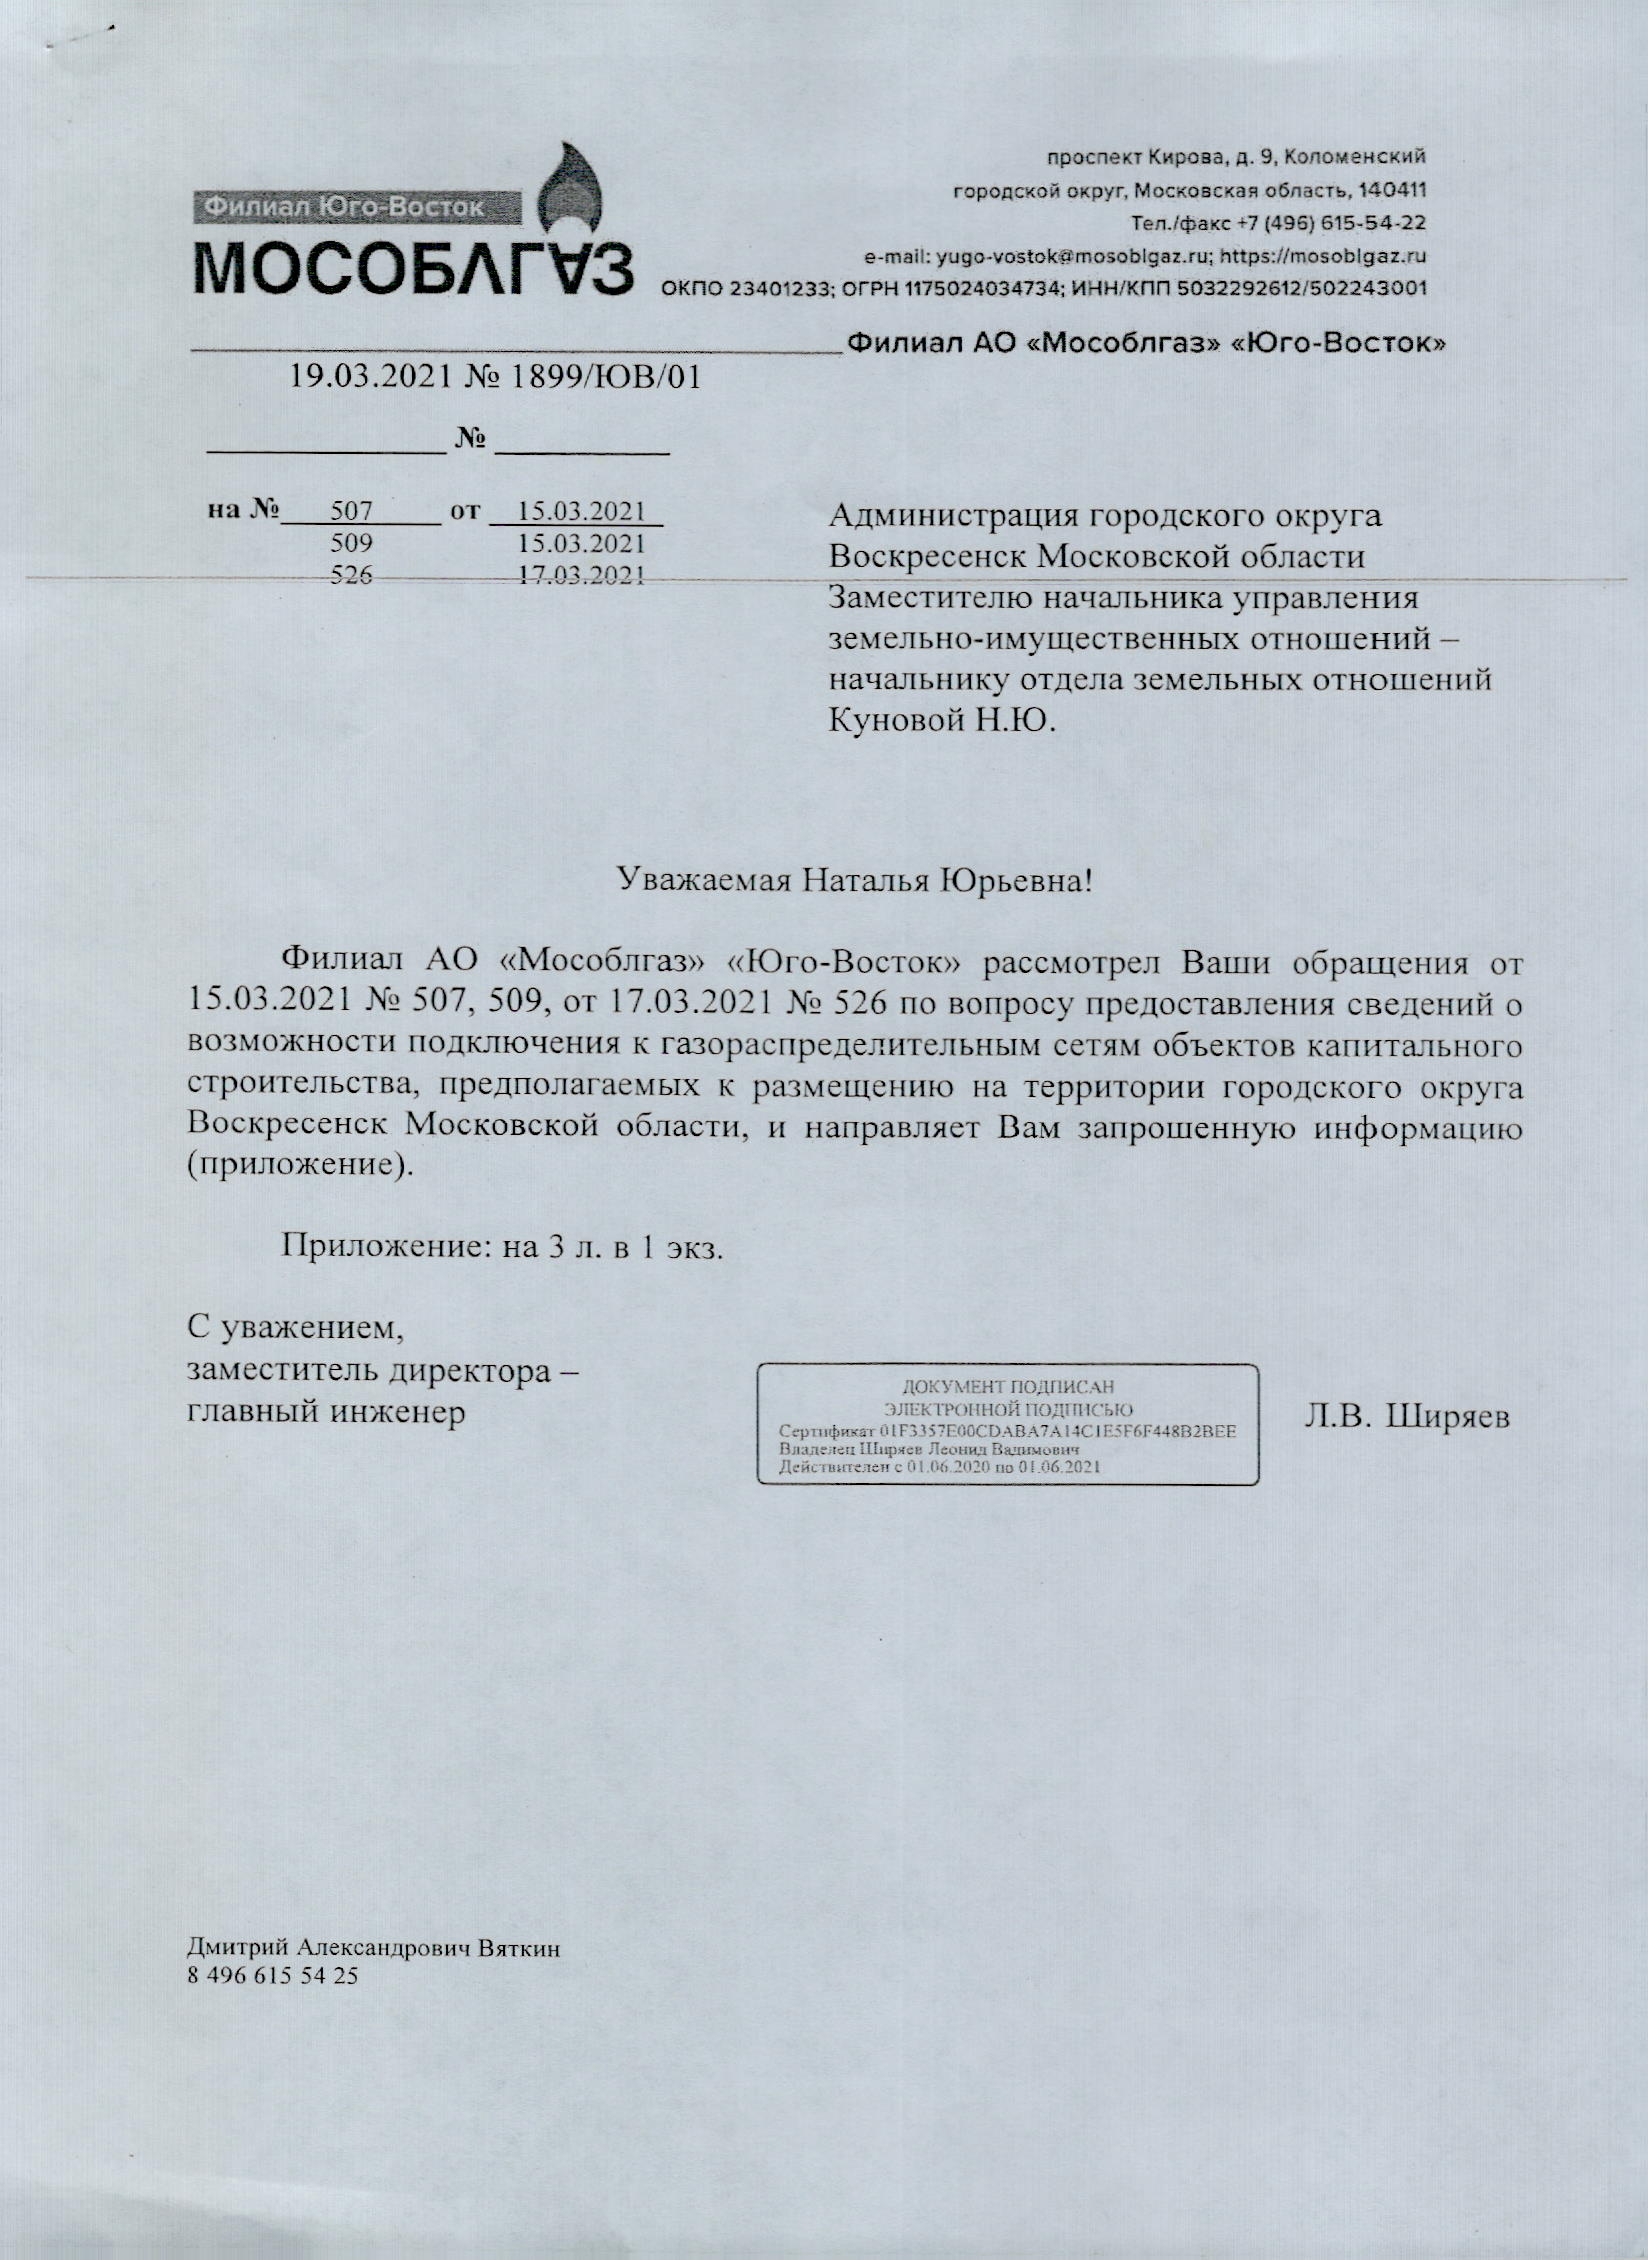 Филиал Юго-Восток
МОСОБЛГАЗ
проспект Кирова, д. 9, Коломенский
городской округ, Московская область, 140411
Тел./факс +7 (496) 615-54-22
e-mail: yugo-vostok@mosoblgaz.ru; https://mosoblgaz.ru
ОКПО 23401233; ОГРН 1175024034734; ИНН/КПП 5032292612/502243001
Филиал АО «Мособлгаз» «Юго-Восток»
19.03.2021 № 1899/ЮВ/01
№
на № 507 от 15.03.2021
509 15.03.2021
526 17.03.2021
Администрация городского округа
Воскресенск Московской области
Заместителю начальника управления
земельно-имущественных отношений –
начальнику отдела земельных отношений
Куновой Н.Ю.
Уважаемая Наталья Юрьевна!
Филиал АО «Мособлгаз» «Юго-Восток» рассмотрел Ваши обращения от
15.03.2021 № 507, 509, от 17.03.2021 № 526 по вопросу предоставления сведений о
возможности подключения к газораспределительным сетям объектов капитального
строительства, предполагаемых к размещению на территории городского округа
Воскресенск Московской области, и направляет Вам запрошенную информацию
(приложение).
Приложение: на 3 л. в 1 экз.
С уважением,
заместитель директора –
главный инженер
ДОКУМЕНТ ПОДПИСАН
ЭЛЕКТРОННОЙ ПОДПИСЬЮ
Сертификат 01F3357E00CDABA7A14C1E5F6F448B2BEE
Владелец Ширяев Леонид Вадимович
Действителен с 01.06.2020 по 01.06.2021
Л.В. Ширяев
Дмитрий Александрович Вяткин
8 496 615 54 25